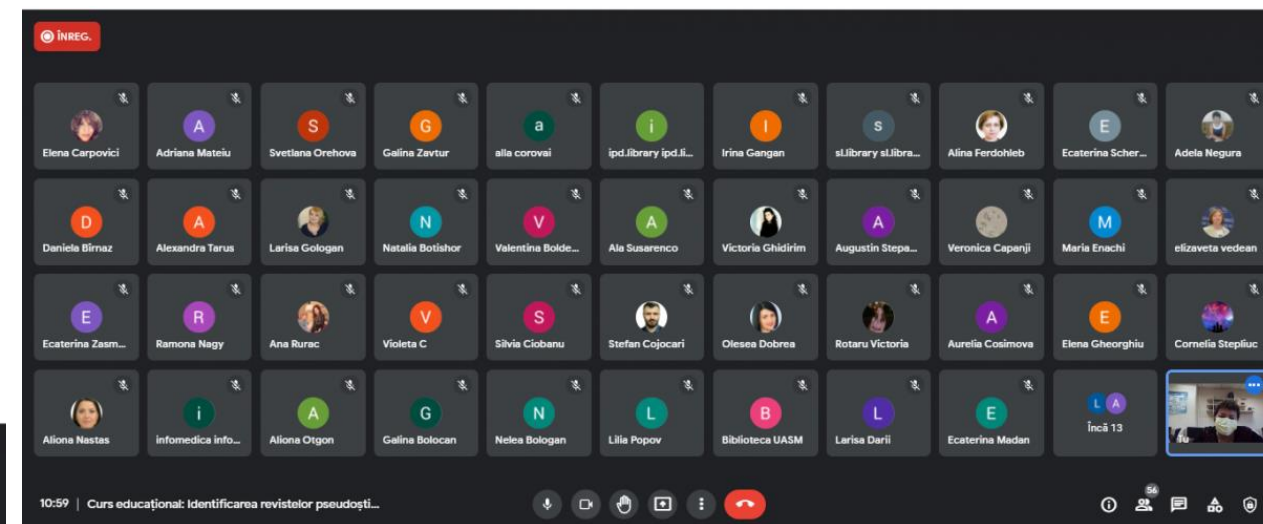 ÎNREG.
Elena Carpovici
A
Adriana Mateiu
S
Svetlana Orehova
G
Galina Zavtur
a
alla corovai
i
ipd.library ipd.li...
I
Irina Gangan
s
sl.library sl.libra...
Alina Ferdohleb
E
Ecaterina Scher...
Adela Negura
D
Daniela Bîrnaz
A
Alexandra Tarus
Larisa Gologan
N
Natalia Botishor
V
Valentina Bolde...
A
Ala Susarenco
Victoria Ghidirim
A
Augustin Stepa...
Veronica Capanji
M
Maria Enachi
elizaveta vedean
E
Ecaterina Zasm...
R
Ramona Nagy
Ana Rurac
V
Violeta C
S
Silvia Ciobanu
Stefan Cojocari
Olesea Dobrea
Rotaru Victoria
A
Aurelia Cosimova
E
Elena Gheorghiu
Cornelia Stepliuc
Aliona Nastas
i
infomedica info...
A
Aliona Otgon
G
Galina Bolocan
N
Nelea Bologan
L
Lilia Popov
B
Biblioteca UASM
L
Larisa Darii
E
Ecaterina Madan
L A
Încă 13
10:59 | Curs educațional: Identificarea revistelor pseudoști...
56